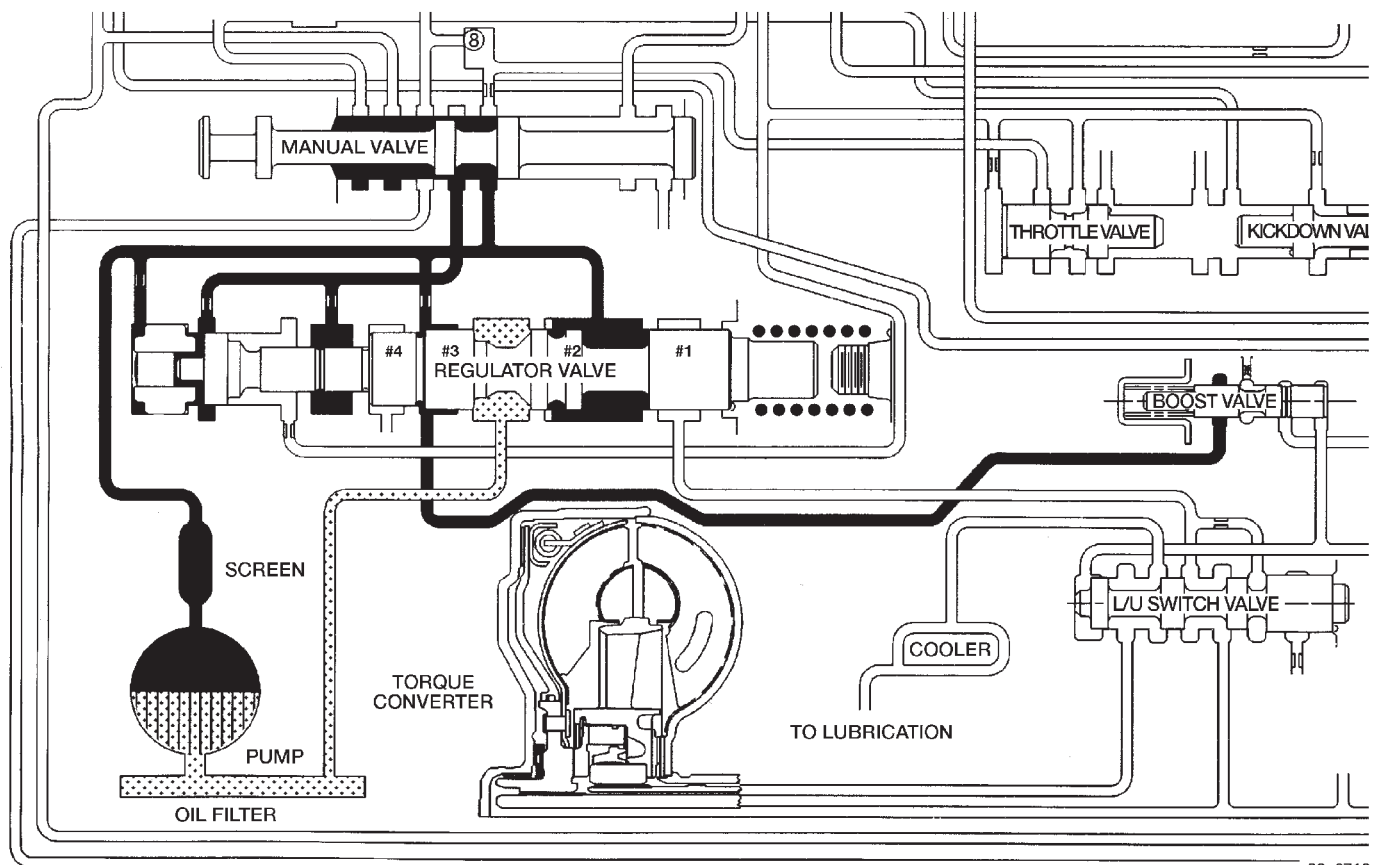 8
MANUAL VALVE
THROTTLE VALVE
KICKDOWN VAL
#4
#3
#2
#1
REGULATOR VALVE
BOOST VALVE
SCREEN
L/U SWITCH VALVE
COOLER
TORQUE
CONVERTER
TO LUBRICATION
PUMP
OIL FILTER